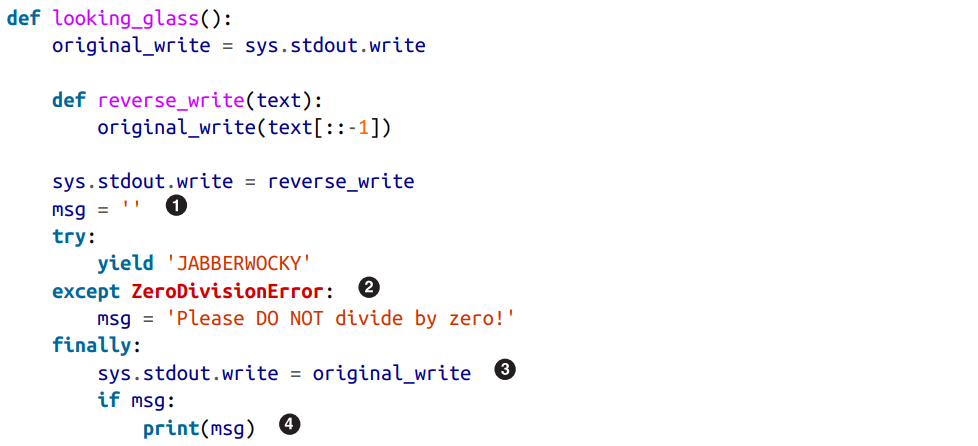 def looking_glass():
    original_write = sys.stdout.write

    def reverse_write(text):
        original_write(text[::-1])

    sys.stdout.write = reverse_write
    msg = '' ❶
    try:
        yield 'JABBERWOCKY'
    except ZeroDivisionError: ❷
        msg = 'Please DO NOT divide by zero!'
    finally:
        sys.stdout.write = original_write ❸
        if msg:
            print(msg) ❹